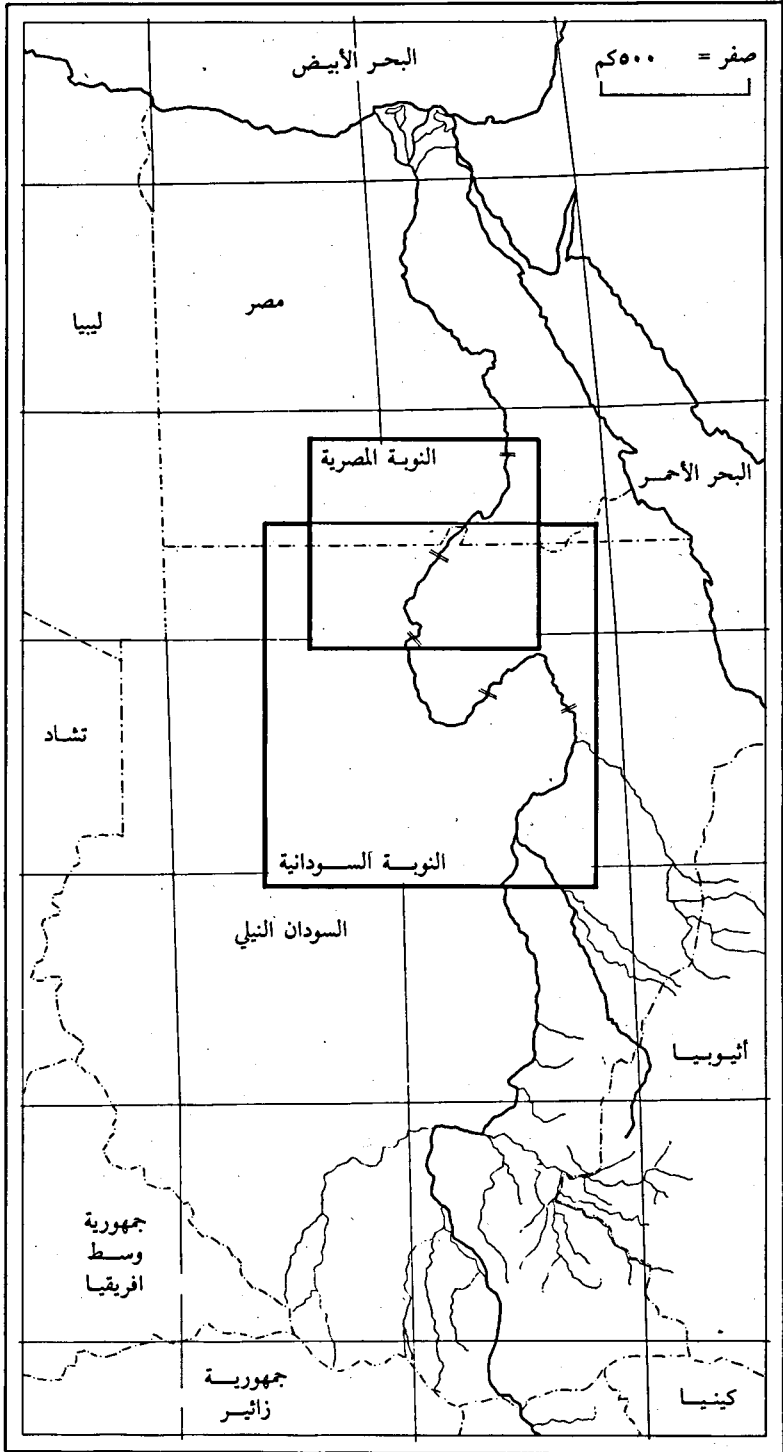 البحر الأبيض
صفر = ٥٠٠كم
ليبيا
مصر
النوبة المصرية
البحر الأحمر
تشاد
النوبة السودانية
السودان النيلي
أثيوبيا
جمهورية
وسط
افريقيا
جمهورية
زائير
كينيا